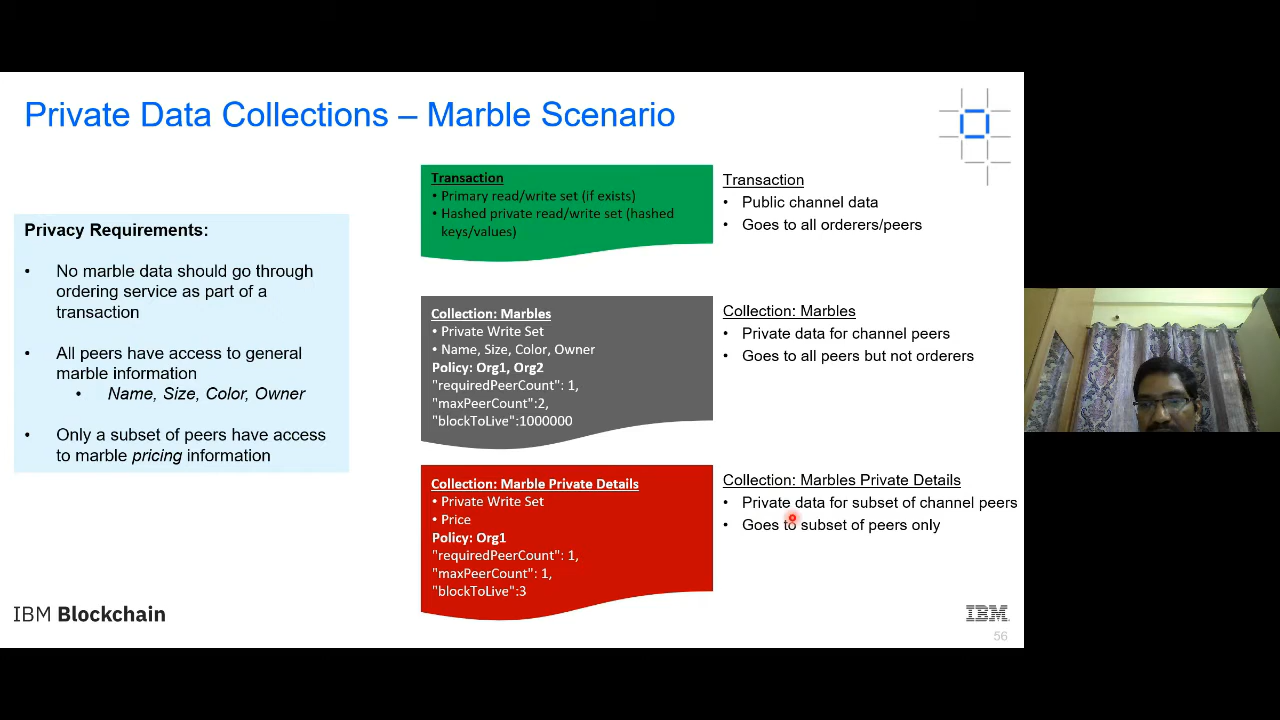 Private Data Collections – Marble Scenario
Privacy Requirements:
• No marble data should go through
ordering service as part of a
transaction
• All peers have access to general
marble information
• Name, Size, Color, Owner
• Only a subset of peers have access
to marble pricing information
Transaction
• Primary read/write set (if exists)
• Hashed private read/write set (hashed
keys/values)
Transaction
• Public channel data
• Goes to all orderers/peers
Collection: Marbles
• Private Write Set
• Name, Size, Color, Owner
Policy: Org1, Org2
"requiredPeerCount": 1,
"maxPeerCount":2,
"blockToLive":1000000
Collection: Marbles
• Private data for channel peers
• Goes to all peers but not orderers
Collection: Marble Private Details
• Private Write Set
• Price
Policy: Org1
"requiredPeerCount": 1,
"maxPeerCount": 1,
"blockToLive":3
Collection: Marbles Private Details
• Private data for subset of channel peers
• Goes to subset of peers only
IBM Blockchain
IBM
56